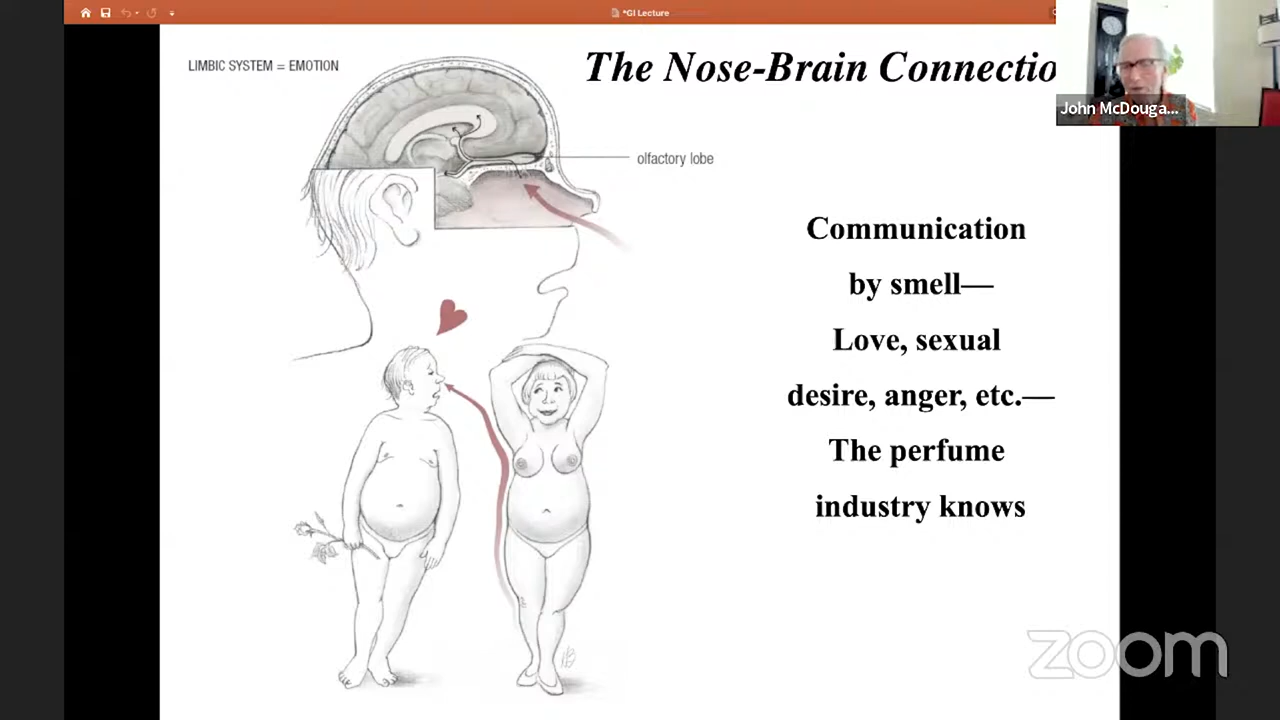 *GI Lecture
LIMBIC SYSTEM = EMOTION
The Nose-Brain Connectio
John McDouga...
olfactory lobe
Communication
by smell—
Love, sexual
desire, anger, etc.—
The perfume
industry knows
zoom